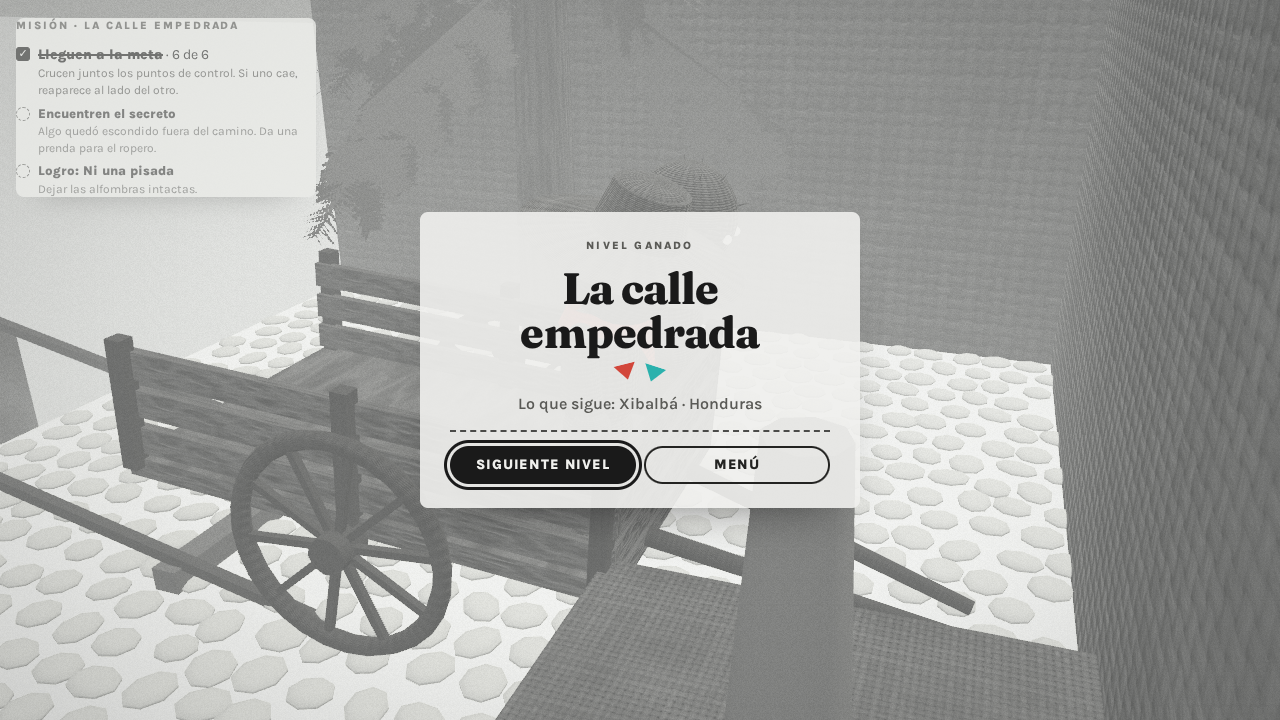 MISIÓN · LA CALLE EMPEDRADA
Lleguen a la meta · 6 de 6
Crucen juntos los puntos de control. Si uno cae,
reaparece al lado del otro.
Encuentren el secreto
Algo quedó escondido fuera del camino. Da una
prenda para el ropero.
Logro: Ni una pisada
Dejar las alfombras intactas.
NIVEL GANADO
La calle
empedrada
Lo que sigue: Xibalbá · Honduras
SIGUIENTE NIVEL
MENÚ